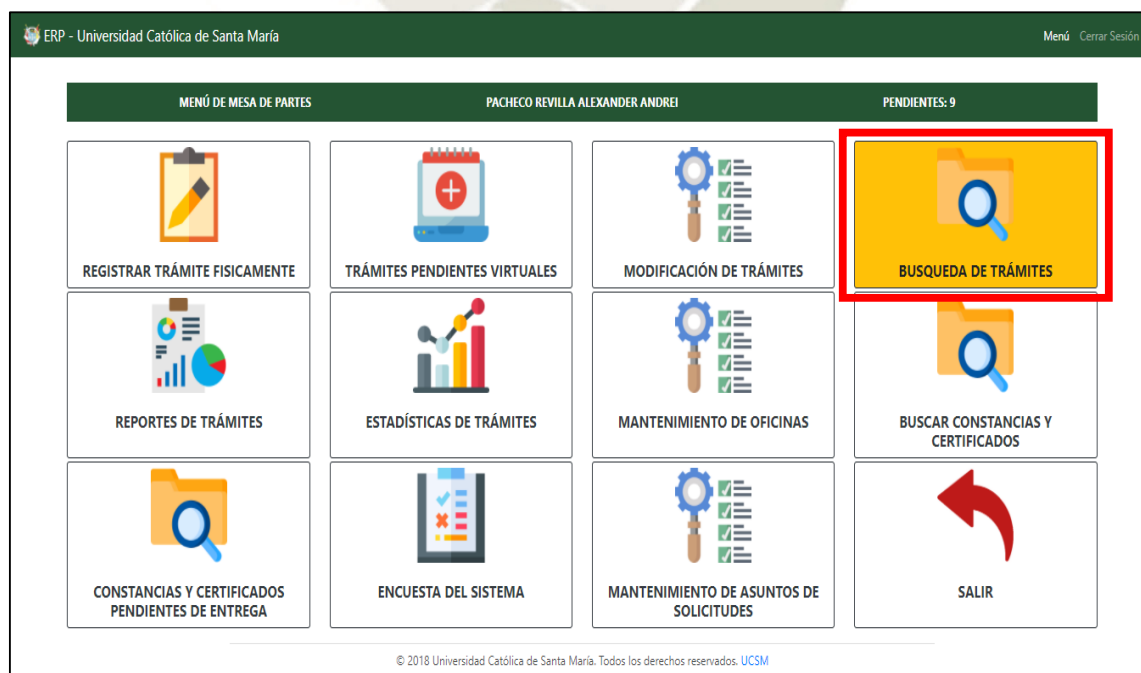 ERP - Universidad Católica de Santa María
Menú Cerrar Sesión
MENÚ DE MESA DE PARTES PACHECO REVILLA ALEXANDER ANDREI PENDIENTES: 9
REGISTRAR TRÁMITE FISICAMENTE
TRÁMITES PENDIENTES VIRTUALES
MODIFICACIÓN DE TRÁMITES
BUSQUEDA DE TRÁMITES
REPORTES DE TRÁMITES
ESTADÍSTICAS DE TRÁMITES
MANTENIMIENTO DE OFICINAS
BUSCAR CONSTANCIAS Y
CERTIFICADOS
CONSTANCIAS Y CERTIFICADOS
PENDIENTES DE ENTREGA
ENCUESTA DEL SISTEMA
MANTENIMIENTO DE ASUNTOS DE
SOLICITUDES
SALIR
© 2018 Universidad Católica de Santa María. Todos los derechos reservados. UCSM